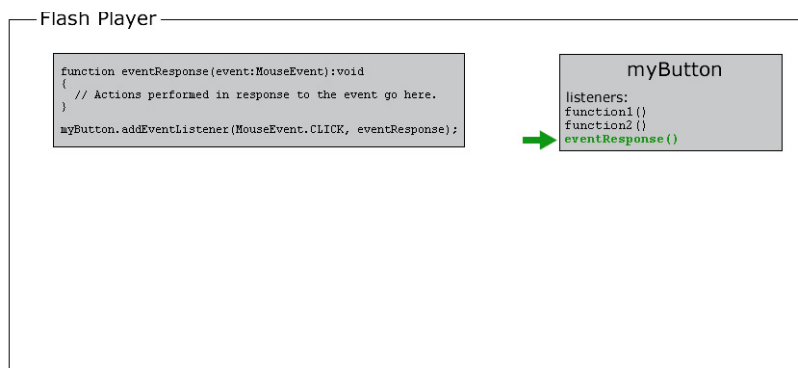 Flash Player
function eventResponse(event:MouseEvent):void
{
// Actions performed in response to the event go here.
}
myButton.addEventListener(MouseEvent.CLICK, eventResponse);
myButton
listeners:
function1()
function2()
eventResponse()